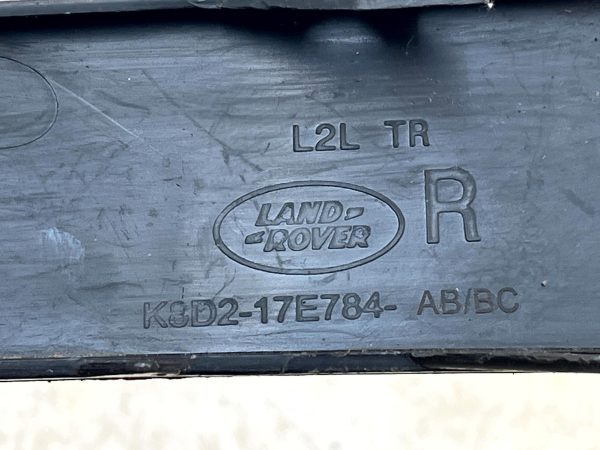 L2L TR
LAND-
-ROVER
R
K8D2-17E784- AB/BC